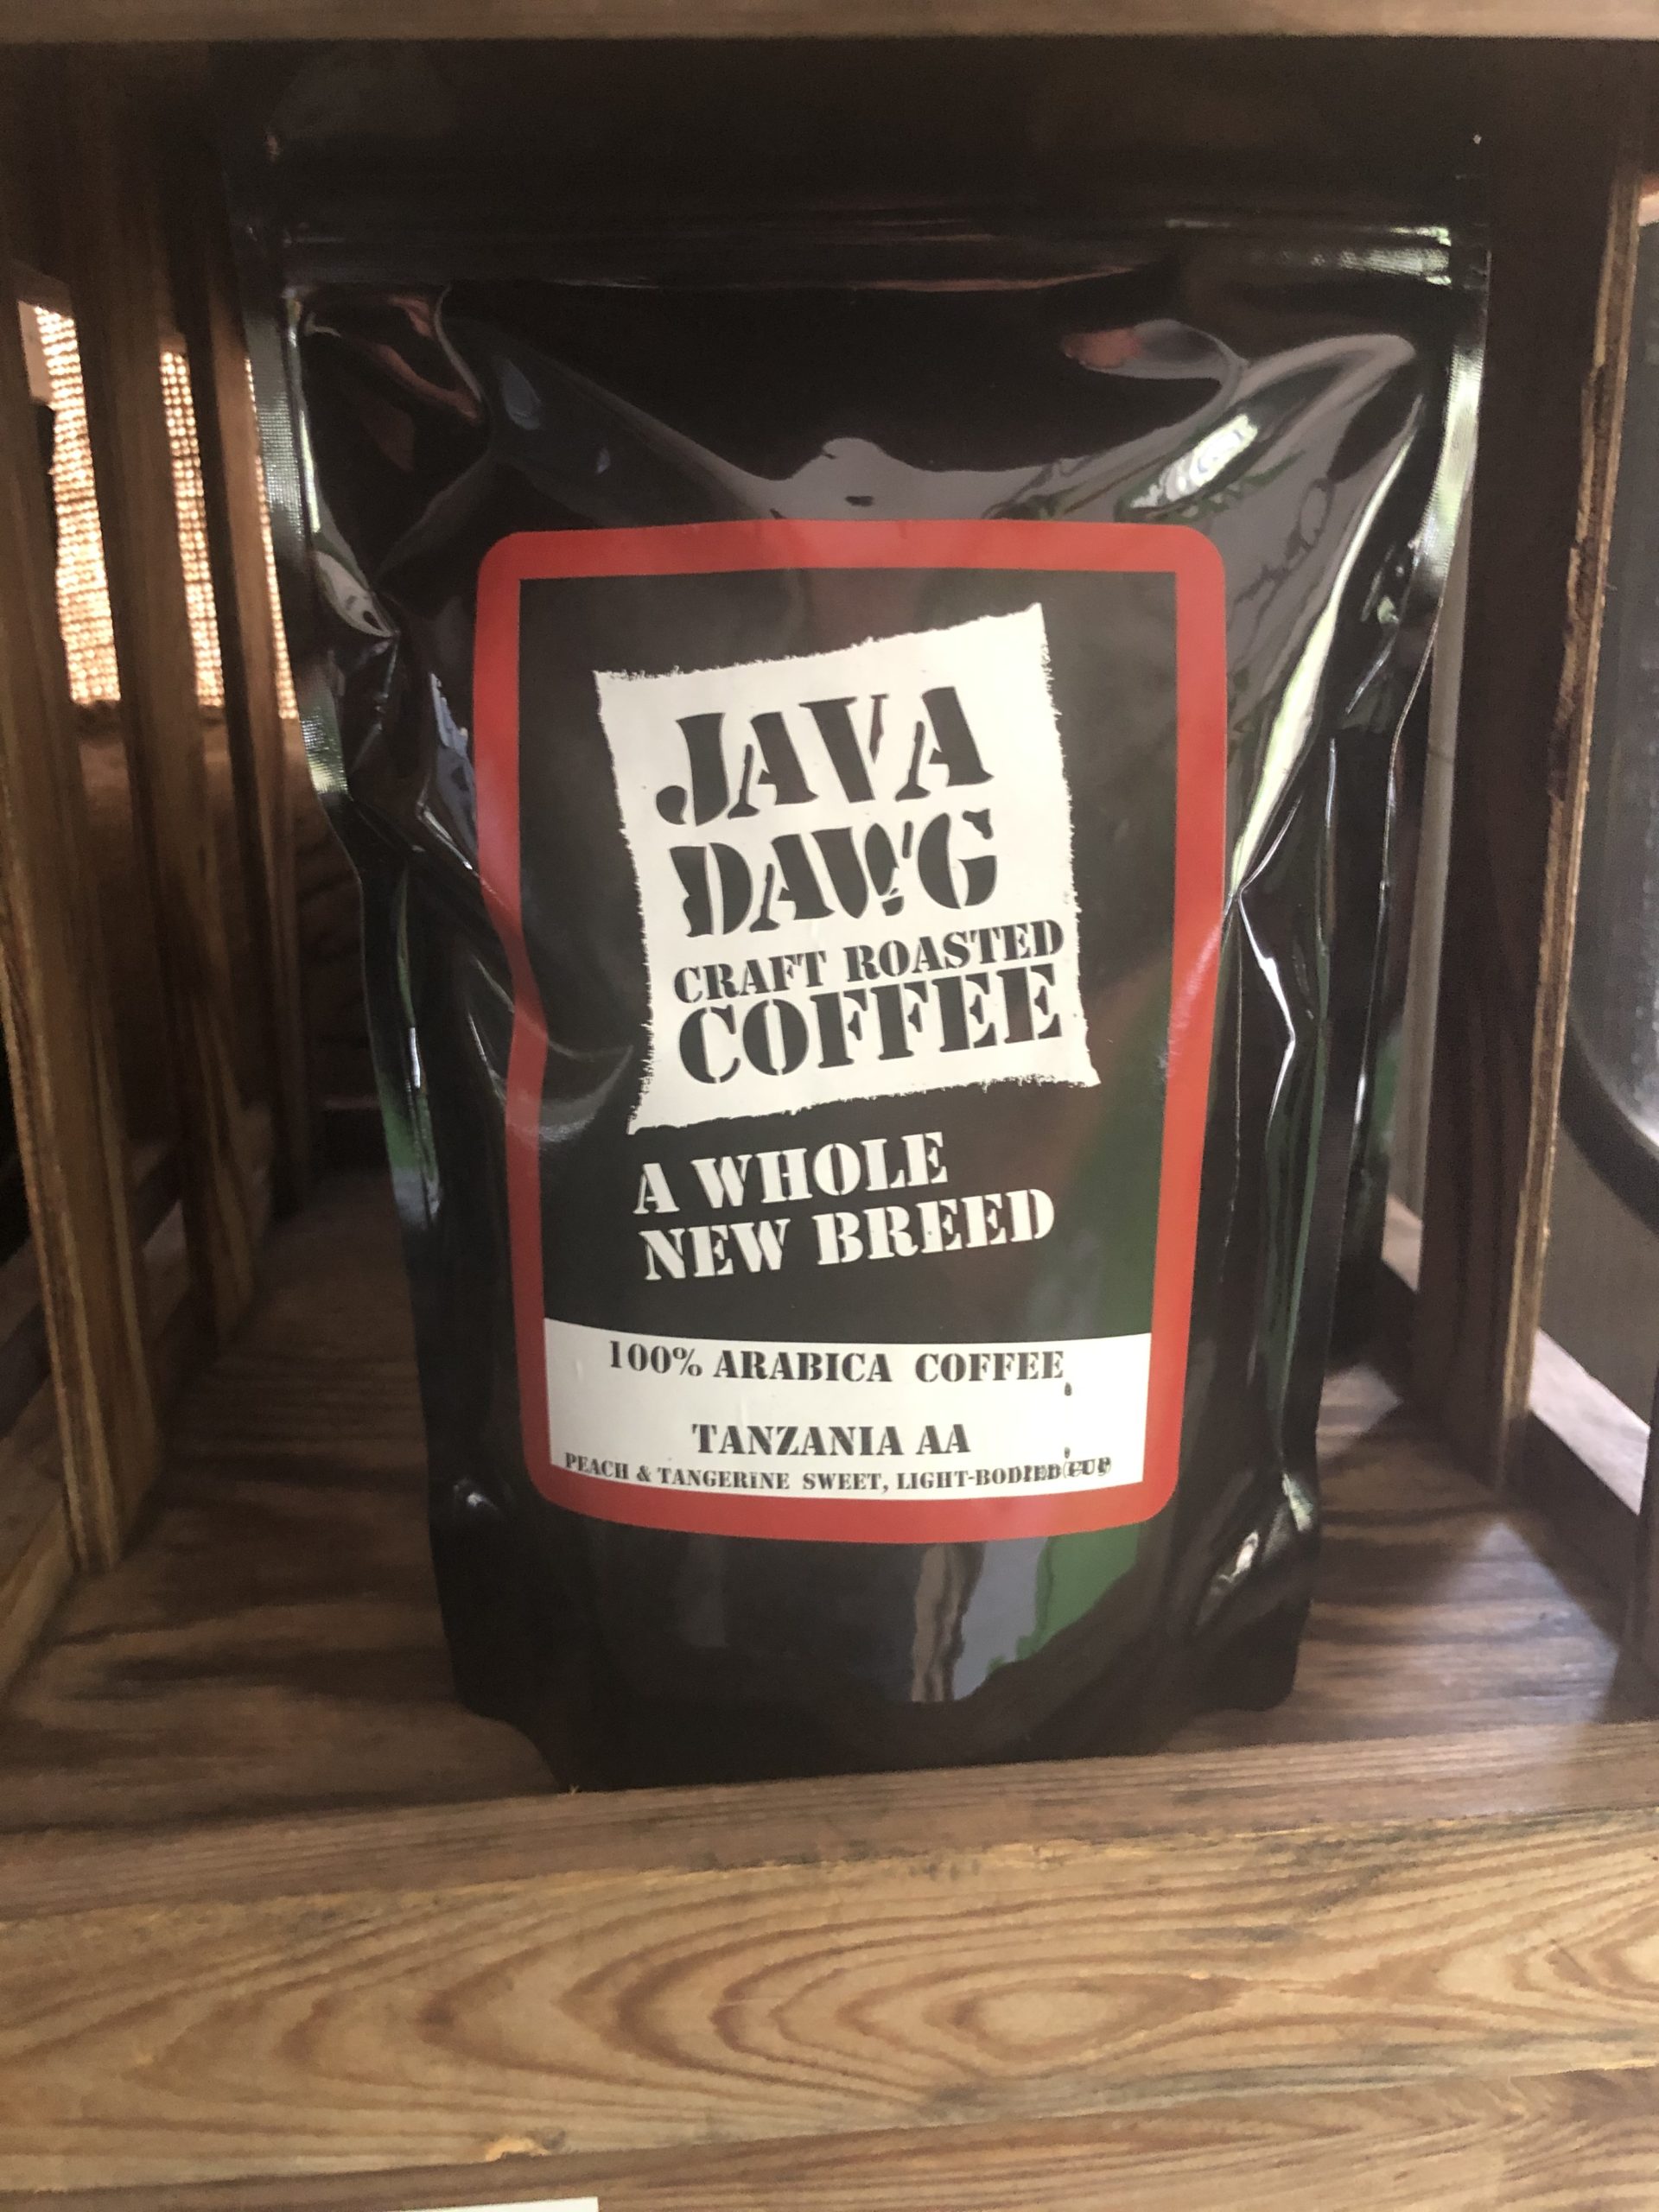 JAVA
DAWG
CRAFT ROASTED
COFFEE
A WHOLE
NEW BREED
100% ARABICA COFFEE
TANZANIA AA
PEACH & TANGERINE SWEET, LIGHT-BODIED CUP